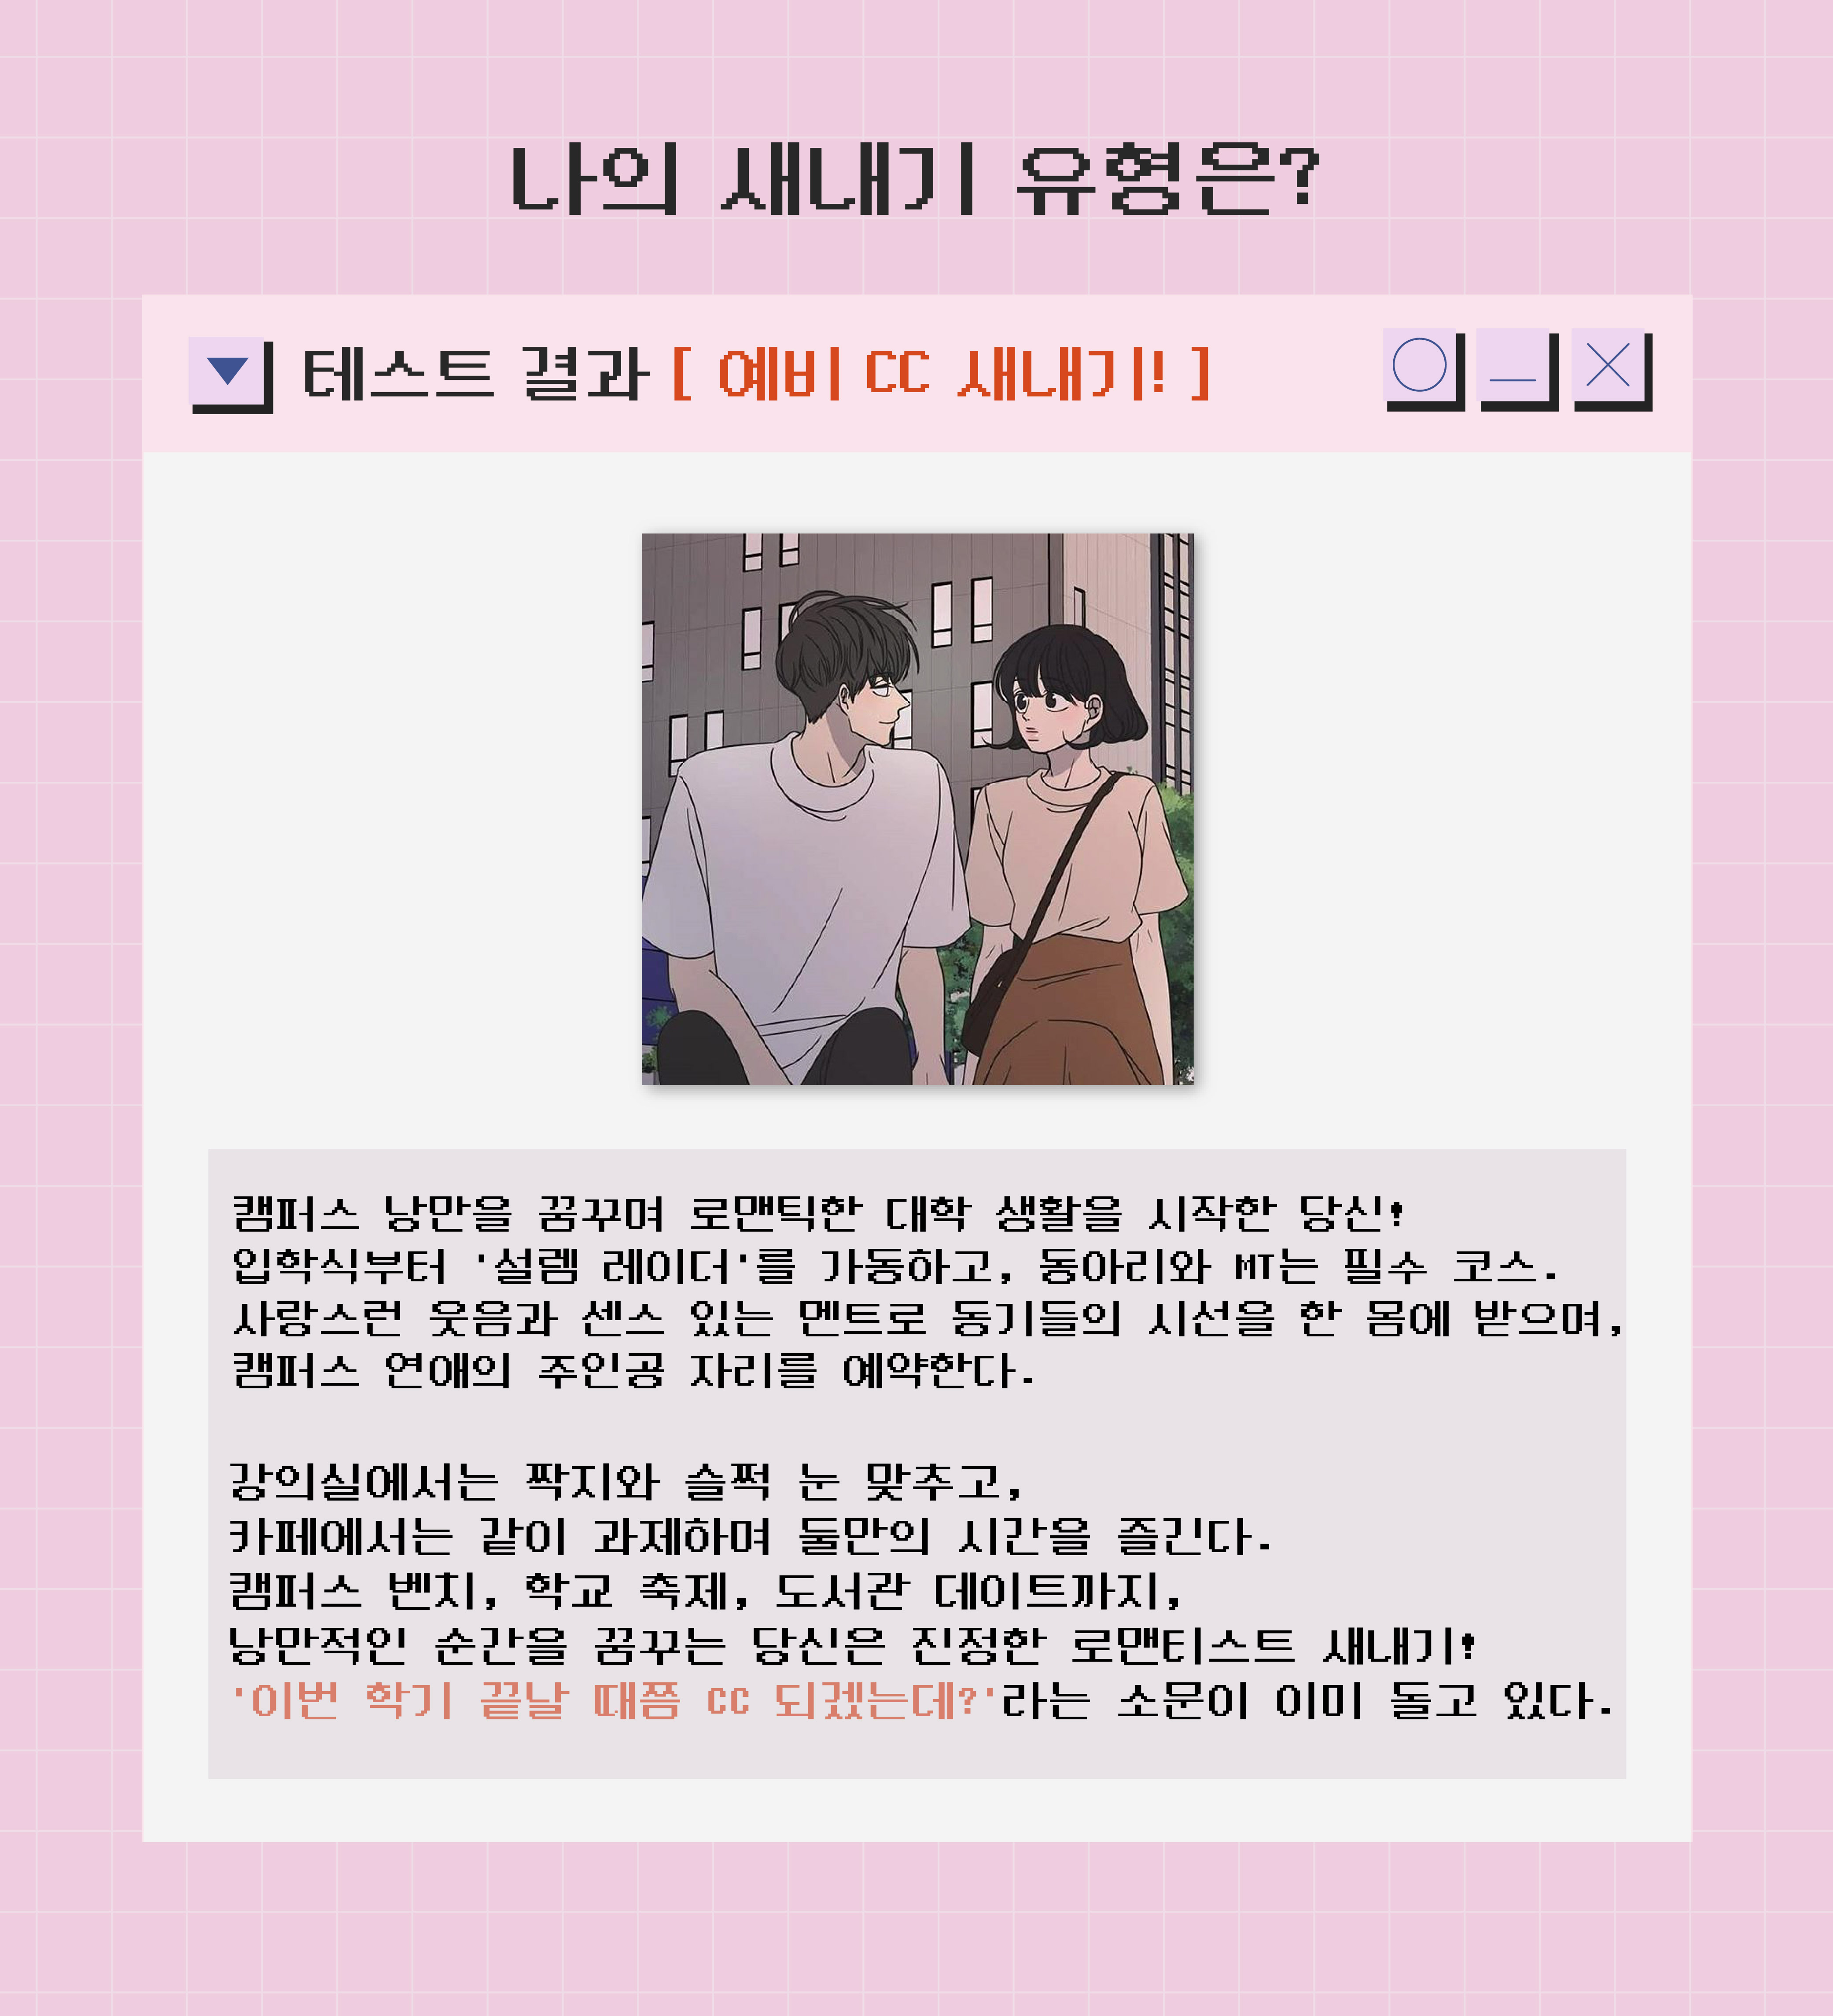 나의 새내기 유형은?
테스트 결과 [ 예비 CC 새내기! ]
캠퍼스 낭만을 꿈꾸며 로맨틱한 대학 생활을 시작한 당신!
입학식부터 '설렘 레이더'를 가동하고, 동아리와 MT는 필수 코스.
사랑스런 웃음과 센스 있는 멘트로 동기들의 시선을 한 몸에 받으며,
캠퍼스 연애의 주인공 자리를 예약한다.
강의실에서는 짝지와 슬쩍 눈 맞추고,
카페에서는 같이 과제하며 둘만의 시간을 즐긴다.
캠퍼스 벤치, 학교 축제, 도서관 데이트까지,
낭만적인 순간을 꿈꾸는 당신은 진정한 로맨티스트 새내기!
'이번 학기 끝날 때쯤 CC 되겠는데?'라는 소문이 이미 돌고 있다.